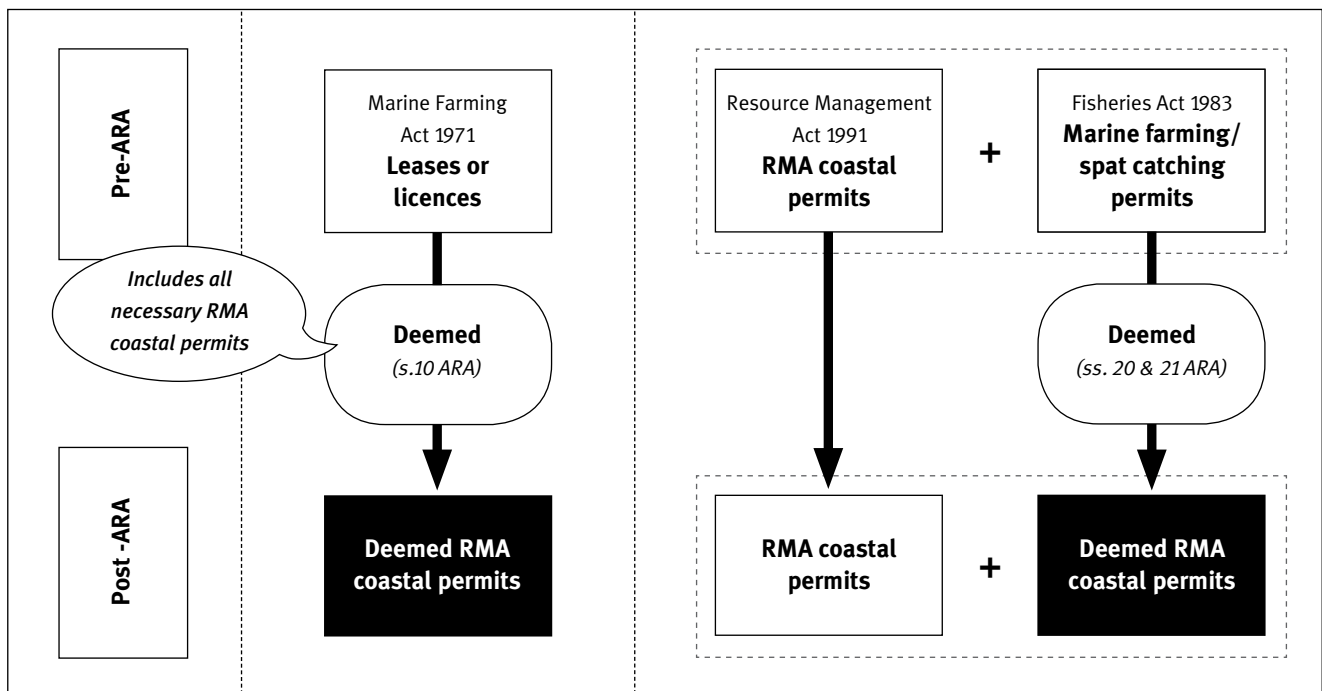 Pre-ARA
Marine Farming
Act 1971
Leases or
licences
Resource Management
Act 1991
RMA coastal
permits
+
Fisheries Act 1983
Marine farming/
spat catching
permits
Includes all
necessary RMA
coastal permits
Deemed
(s.10 ARA)
Deemed
(ss. 20 & 21 ARA)
Post -ARA
Deemed RMA
coastal permits
RMA coastal
permits
+
Deemed RMA
coastal permits